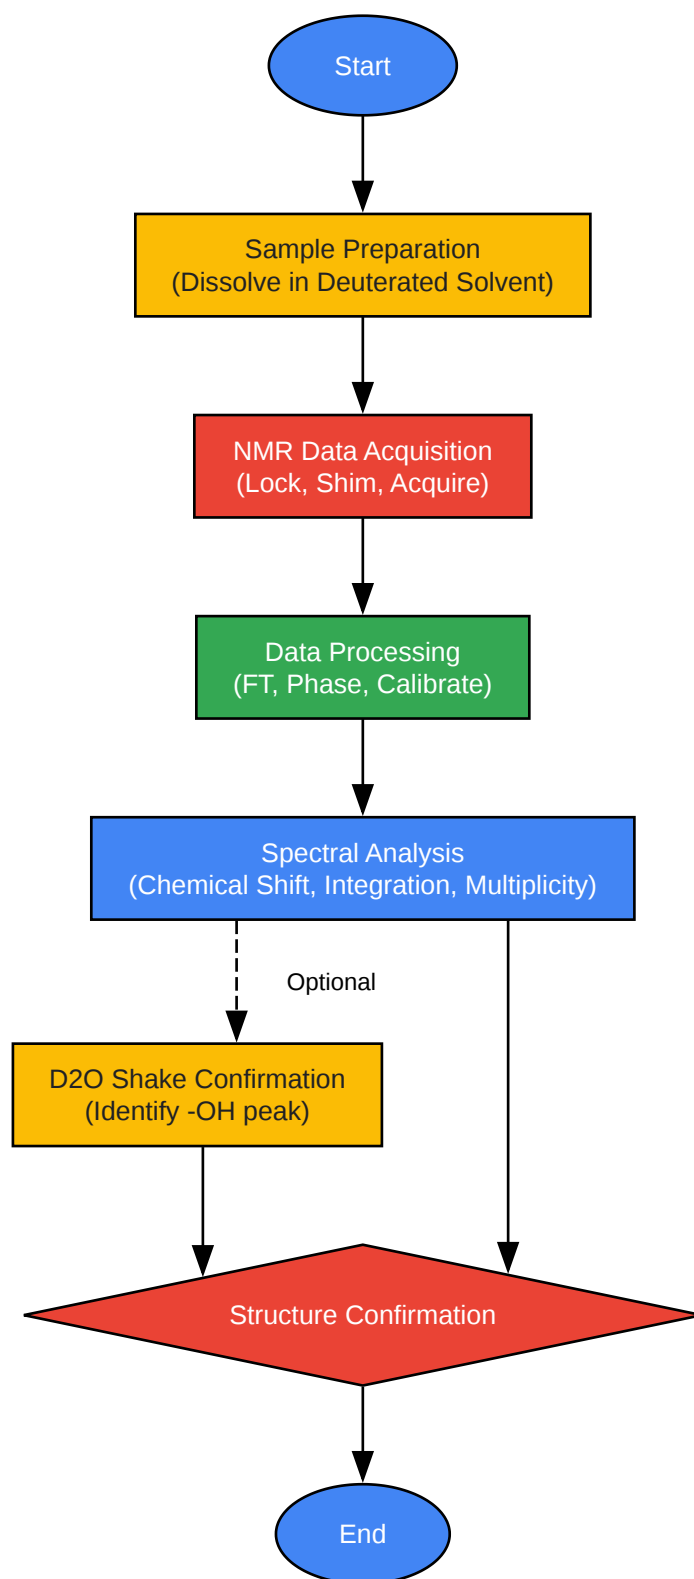 Start
Sample Preparation
(Dissolve in Deuterated Solvent)
NMR Data Acquisition
(Lock, Shim, Acquire)
Data Processing
(FT, Phase, Calibrate)
Spectral Analysis
(Chemical Shift, Integration, Multiplicity)
Optional
D2O Shake Confirmation
(Identify -OH peak)
Structure Confirmation
End